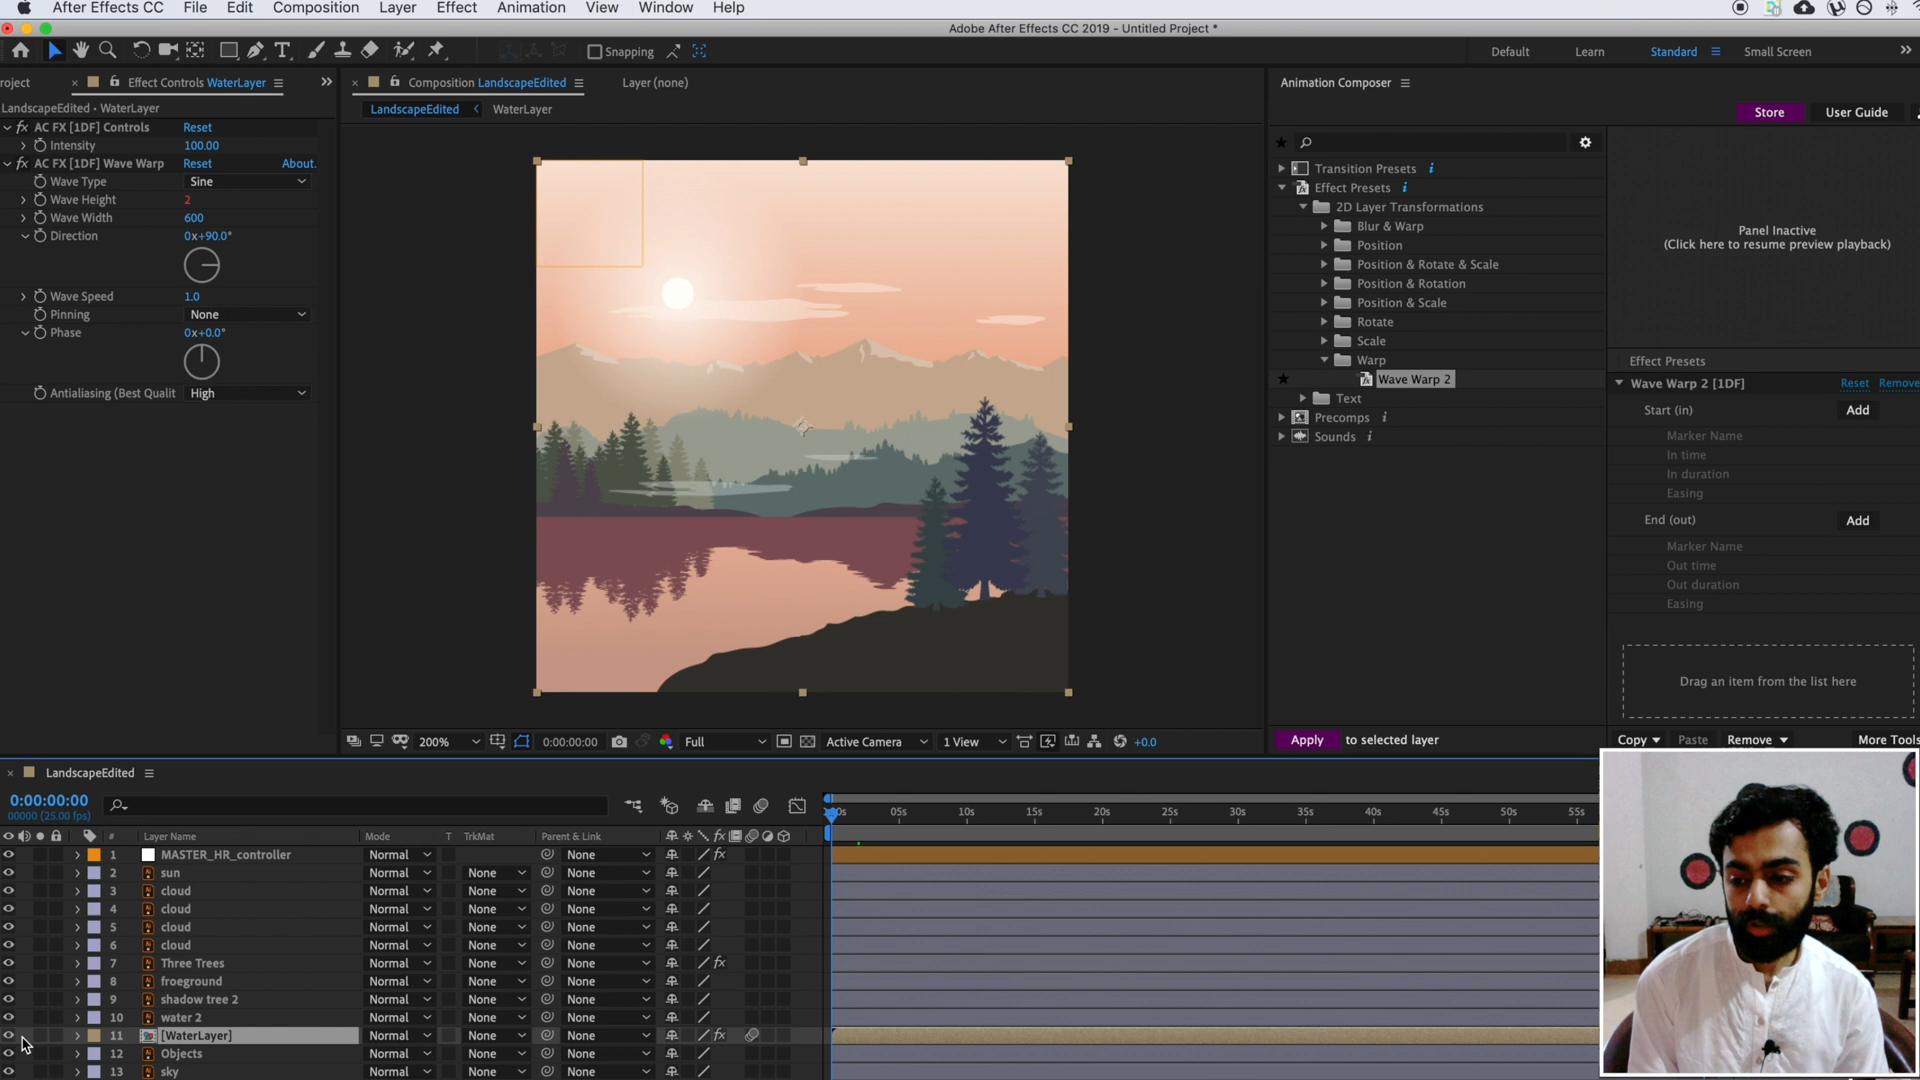 After Effects CC File Edit Composition Layer Effect Animation View Window Help
Adobe After Effects CC 2019 - Untitled Project *
Snapping
Default Learn Standard Small Screen
roject Effect Controls WaterLayer
Composition LandscapeEdited
Layer (none)
Animation Composer
LandscapeEdited • WaterLayer
LandscapeEdited WaterLayer
Store User Guide
AC FX [1DF] Controls Reset
Intensity 100.00
AC FX [1DF] Wave Warp Reset About.
Wave Type Sine
Wave Height 2
Wave Width 600
Direction 0x+90.0°
Wave Speed 1.0
Pinning None
Phase 0x+0.0°
Antialiasing (Best Qualit High
Transition Presets i
Effect Presets i
2D Layer Transformations
Blur & Warp
Position
Position & Rotate & Scale
Position & Rotation
Position & Scale
Rotate
Scale
Warp
Wave Warp 2
Text
Precomps i
Sounds i
Panel Inactive
(Click here to resume preview playback)
Effect Presets
Wave Warp 2 [1DF] Reset Remove
Start (in) Add
Marker Name
In time
In duration
Easing
End (out) Add
Marker Name
Out time
Out duration
Easing
Drag an item from the list here
200% 0:00:00:00 Full Active Camera 1 View +0.0
Apply to selected layer
Copy Paste Remove More Tools
LandscapeEdited
0:00:00:00
00000 (25.00 fps)
05s 10s 15s 20s 25s 30s 35s 40s 45s 50s 55s
# Layer Name Mode T TrkMat Parent & Link
1 MASTER_HR_controller Normal None
2 sun Normal None None
3 cloud Normal None None
4 cloud Normal None None
5 cloud Normal None None
6 cloud Normal None None
7 Three Trees Normal None None
8 froeground Normal None None
9 shadow tree 2 Normal None None
10 water 2 Normal None None
11 [WaterLayer] Normal None None
12 Objects Normal None None
13 sky Normal None None